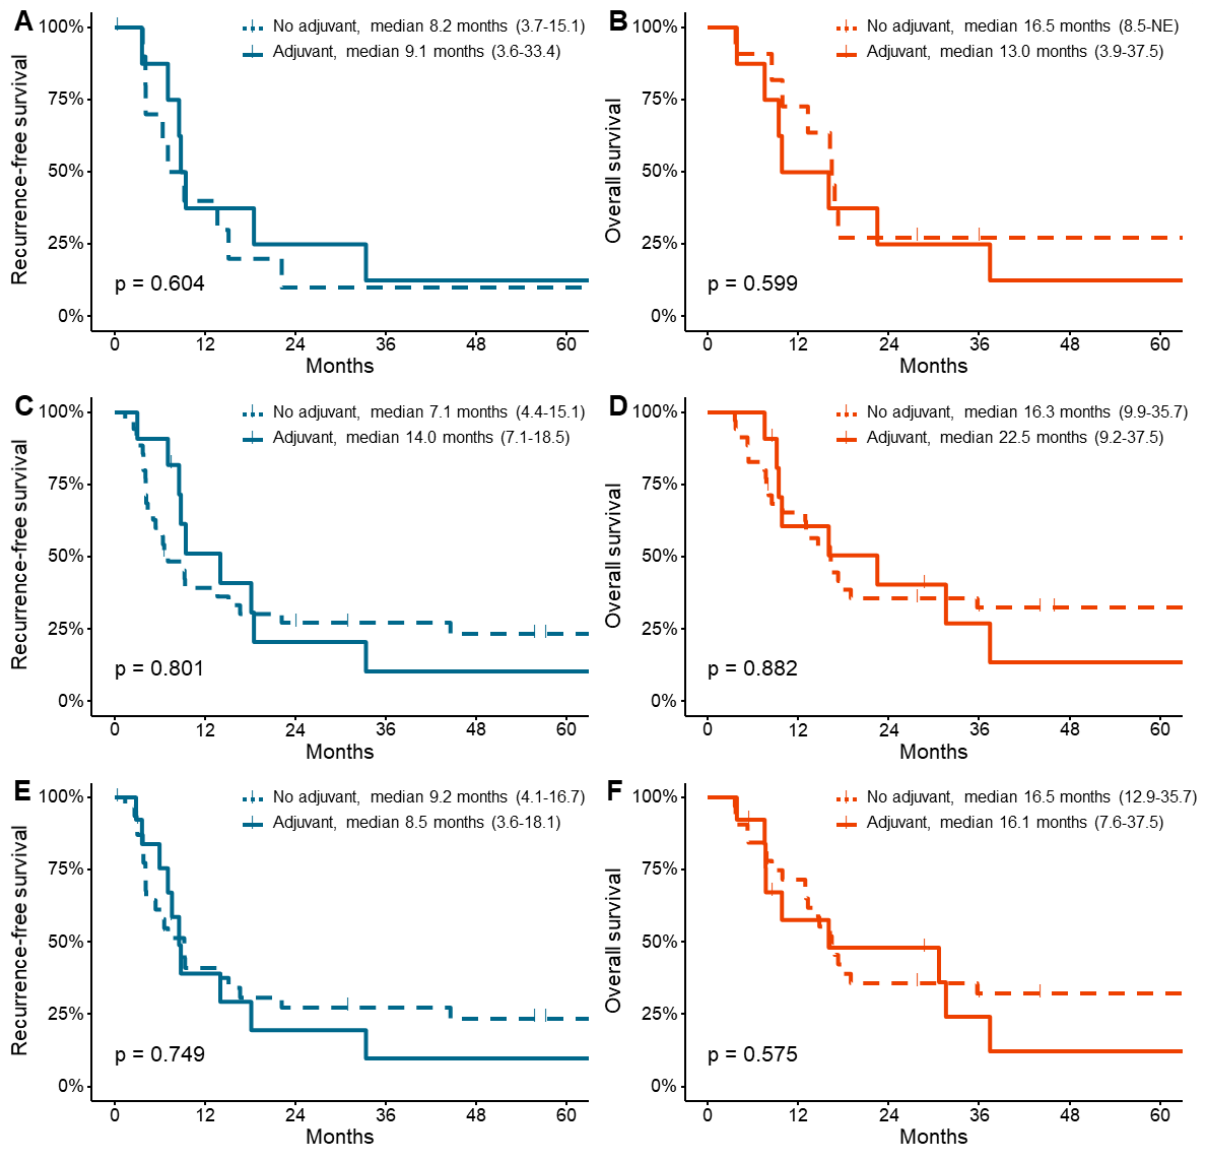 A
No adjuvant, median 8.2 months (3.7-15.1)
Adjuvant, median 9.1 months (3.6-33.4)
Recurrence-free survival
100%
75%
50%
25%
0%
p = 0.604
0 12 24 36 48 60
Months
B
No adjuvant, median 16.5 months (8.5-NE)
Adjuvant, median 13.0 months (3.9-37.5)
Overall survival
100%
75%
50%
25%
0%
p = 0.599
0 12 24 36 48 60
Months
C
No adjuvant, median 7.1 months (4.4-15.1)
Adjuvant, median 14.0 months (7.1-18.5)
Recurrence-free survival
100%
75%
50%
25%
0%
p = 0.801
0 12 24 36 48 60
Months
D
No adjuvant, median 16.3 months (9.9-35.7)
Adjuvant, median 22.5 months (9.2-37.5)
Overall survival
100%
75%
50%
25%
0%
p = 0.882
0 12 24 36 48 60
Months
E
No adjuvant, median 9.2 months (4.1-16.7)
Adjuvant, median 8.5 months (3.6-18.1)
Recurrence-free survival
100%
75%
50%
25%
0%
p = 0.749
0 12 24 36 48 60
Months
F
No adjuvant, median 16.5 months (12.9-35.7)
Adjuvant, median 16.1 months (7.6-37.5)
Overall survival
100%
75%
50%
25%
0%
p = 0.575
0 12 24 36 48 60
Months